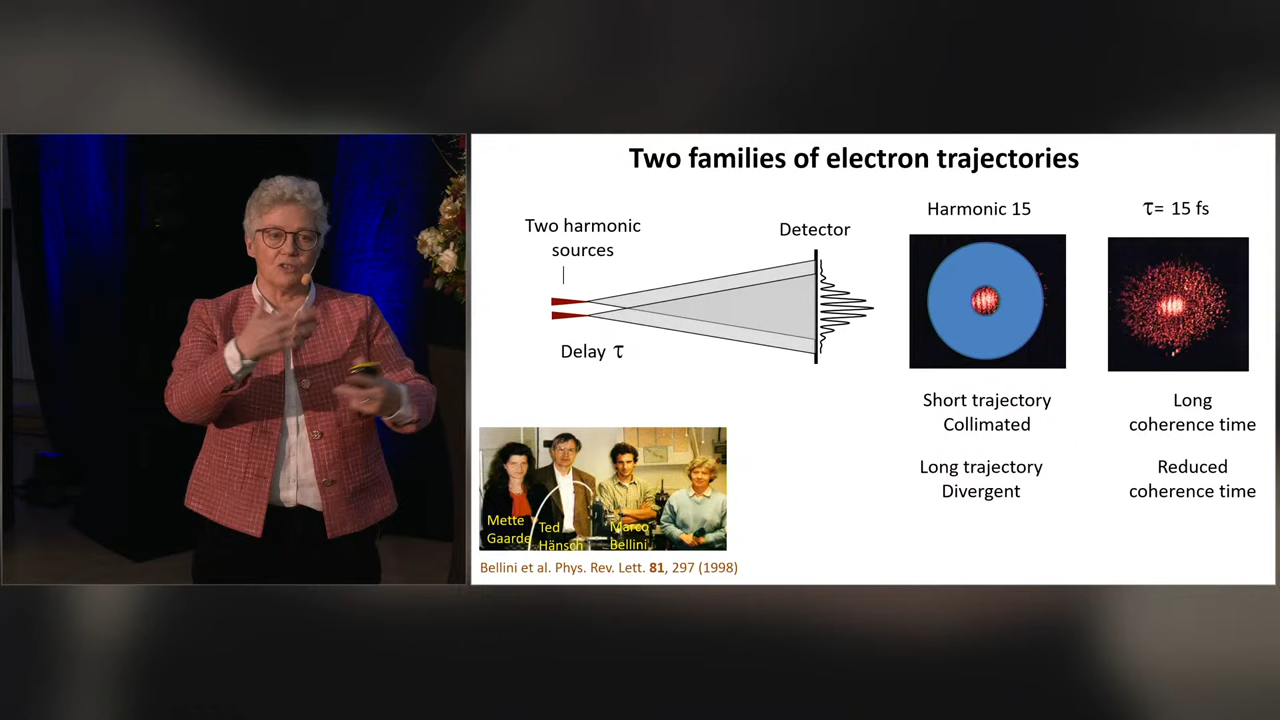 Two families of electron trajectories
Two harmonic
sources
Delay τ
Detector
Harmonic 15
τ= 15 fs
Short trajectory
Collimated
Long
coherence time
Long trajectory
Divergent
Reduced
coherence time
Mette
Gaarde
Ted
Hänsch
Marco
Bellini
Bellini et al. Phys. Rev. Lett. 81, 297 (1998)